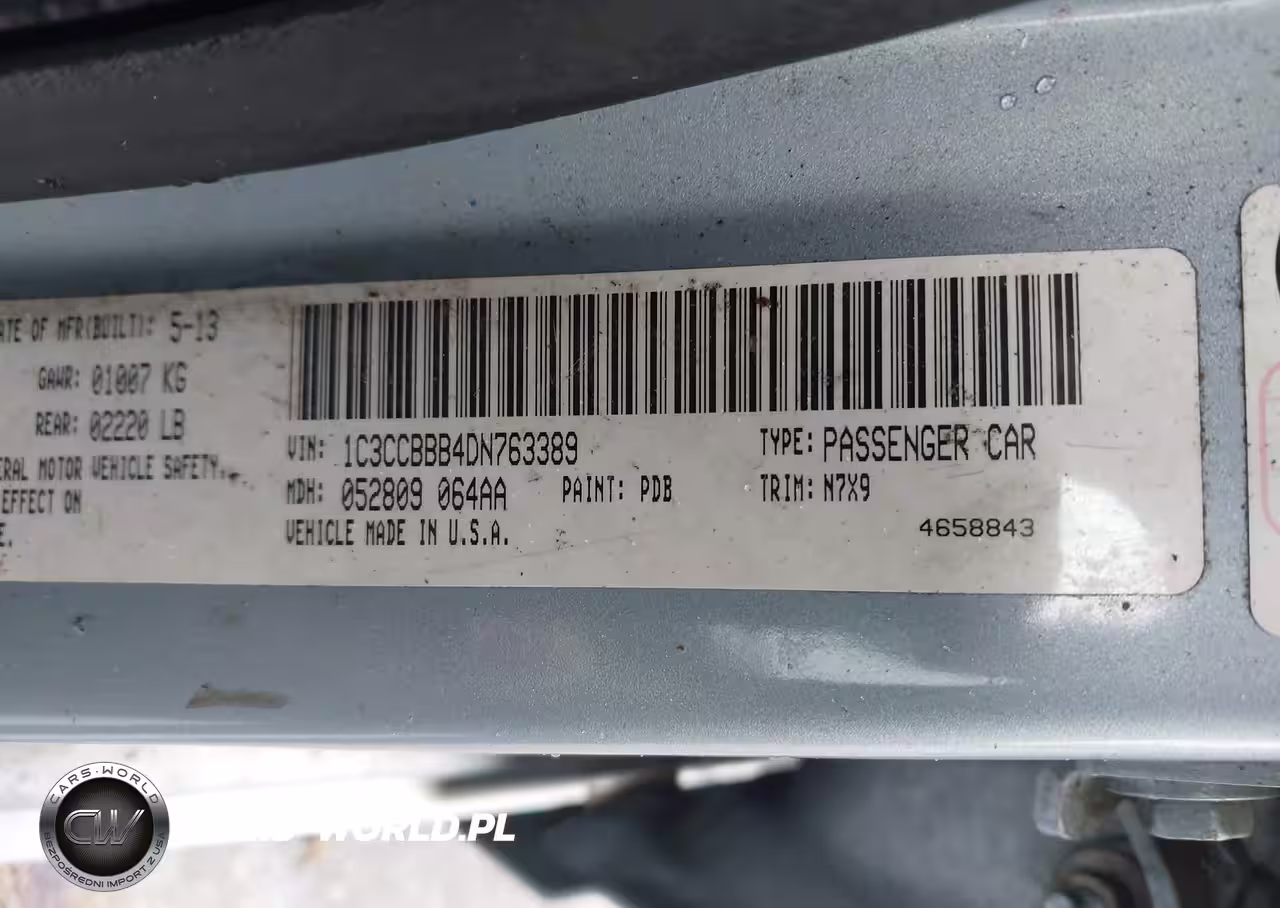 ATE OF MFR(BUILT): 5-13
GAWR: 01007 KG
REAR: 02220 LB
ERAL MOTOR VEHICLE SAFETY
EFFECT ON
E.
VIN: 1C3CCBBB4DN763389
TYPE: PASSENGER CAR
MDH: 052809 064AA
PAINT: PDB
TRIM: N7X9
VEHICLE MADE IN U.S.A.
4658843
CARS-WORLD
CW
BEZPOŚREDNI IMPORT Z USA
WORLD.PL